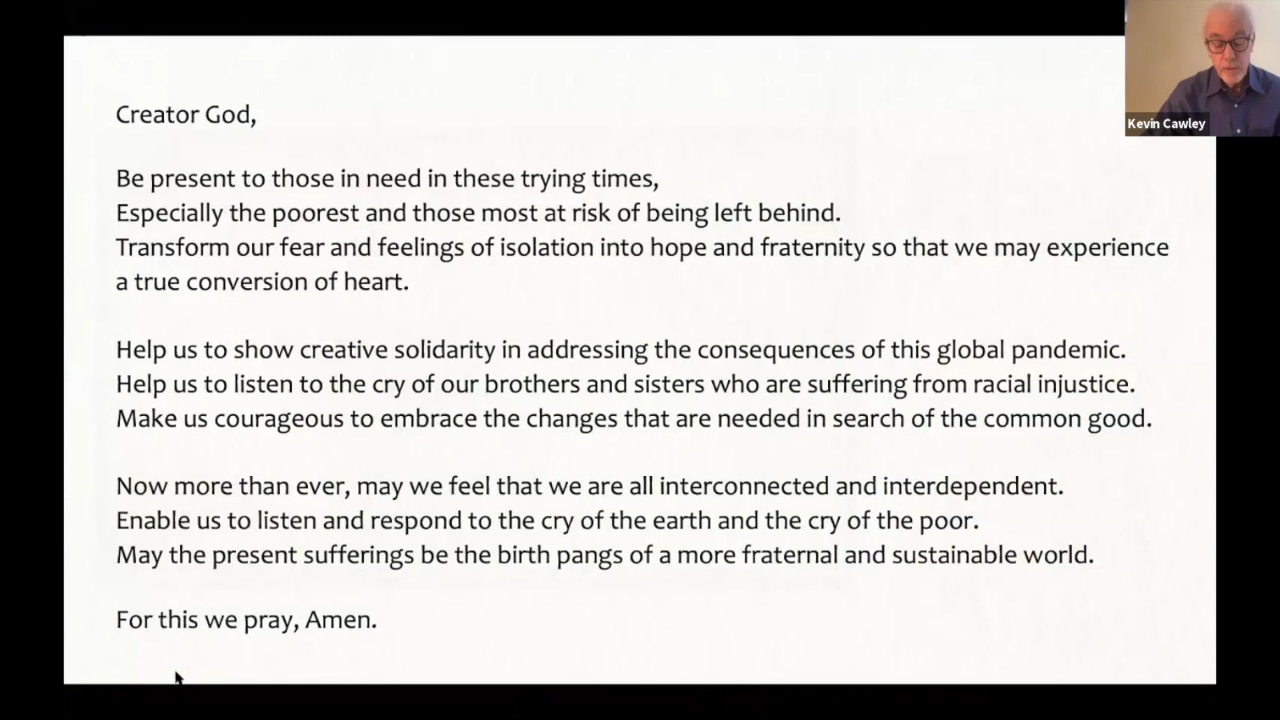 Creator God,
Be present to those in need in these trying times,
Especially the poorest and those most at risk of being left behind.
Transform our fear and feelings of isolation into hope and fraternity so that we may experience
a true conversion of heart.
Help us to show creative solidarity in addressing the consequences of this global pandemic.
Help us to listen to the cry of our brothers and sisters who are suffering from racial injustice.
Make us courageous to embrace the changes that are needed in search of the common good.
Now more than ever, may we feel that we are all interconnected and interdependent.
Enable us to listen and respond to the cry of the earth and the cry of the poor.
May the present sufferings be the birth pangs of a more fraternal and sustainable world.
For this we pray, Amen.
Kevin Cawley